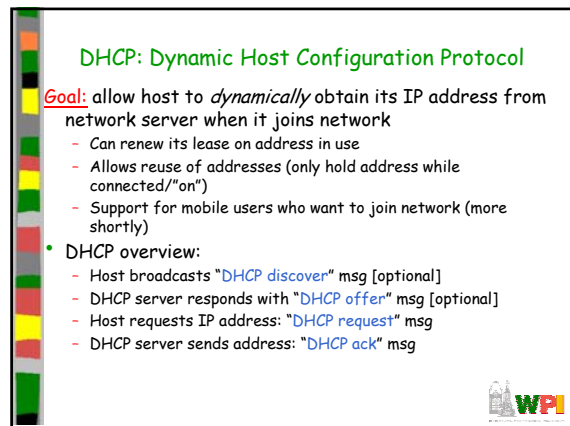 DHCP: Dynamic Host Configuration Protocol
Goal: allow host to dynamically obtain its IP address from
network server when it joins network
- Can renew its lease on address in use
- Allows reuse of addresses (only hold address while
connected/"on")
- Support for mobile users who want to join network (more
shortly)
• DHCP overview:
- Host broadcasts "DHCP discover" msg [optional]
- DHCP server responds with "DHCP offer" msg [optional]
- Host requests IP address: "DHCP request" msg
- DHCP server sends address: "DHCP ack" msg
WPI